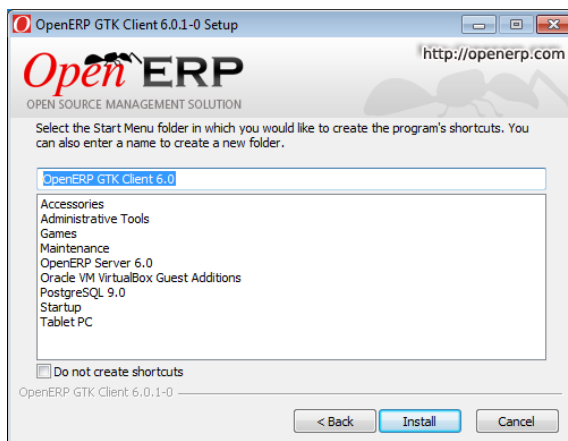 OpenERP GTK Client 6.0.1-0 Setup
Open ERP
http://openerp.com
OPEN SOURCE MANAGEMENT SOLUTION
Select the Start Menu folder in which you would like to create the program's shortcuts. You
can also enter a name to create a new folder.
OpenERP GTK Client 6.0
Accessories
Administrative Tools
Games
Maintenance
OpenERP Server 6.0
Oracle VM VirtualBox Guest Additions
PostgreSQL 9.0
Startup
Tablet PC
Do not create shortcuts
OpenERP GTK Client 6.0.1-0
< Back
Install
Cancel